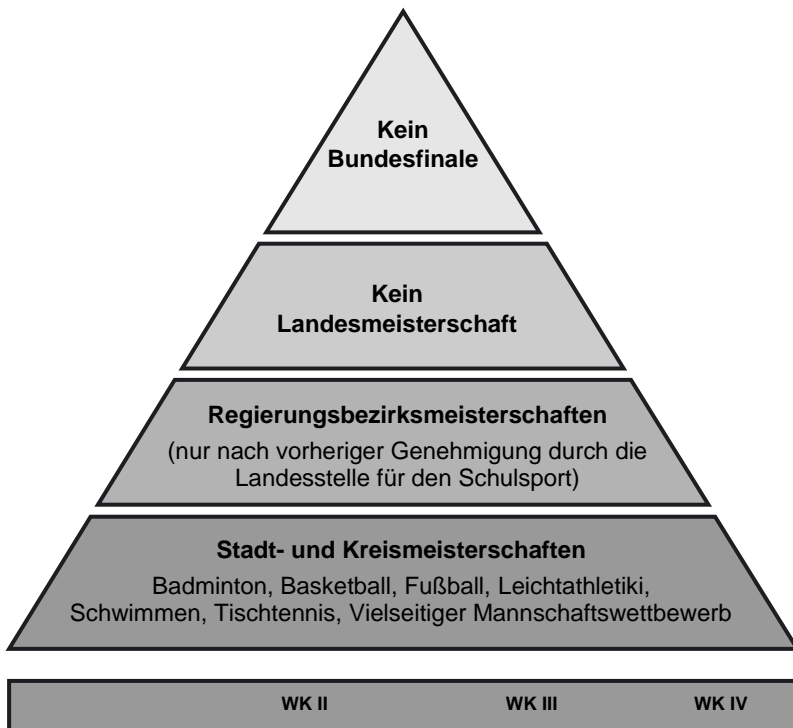 Kein
Bundesfinale
Kein
Landesmeisterschaft
Regierungsbezirksmeisterschaften
(nur nach vorheriger Genehmigung durch die
Landesstelle für den Schulsport)
Stadt- und Kreismeisterschaften
Badminton, Basketball, Fußball, Leichtathletiki,
Schwimmen, Tischtennis, Vielseitiger Mannschaftswettbewerb
WK II WK III WK IV